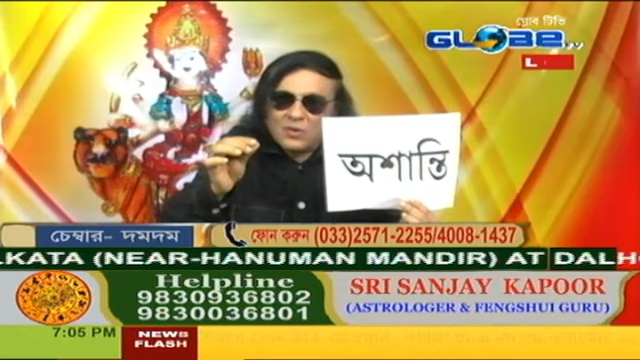 গ্লোব টিভি
GLOBE TV
L
অশান্তি
চেম্বার- দমদম
ফোন করুন (033)2571-2255/4008-1437
LKATA (NEAR-HANUMAN MANDIR) AT DALH
Helpline
9830936802
9830036801
SRI SANJAY KAPOOR
(ASTROLOGER & FENGSHUI GURU)
7:05 PM
NEWS
FLASH